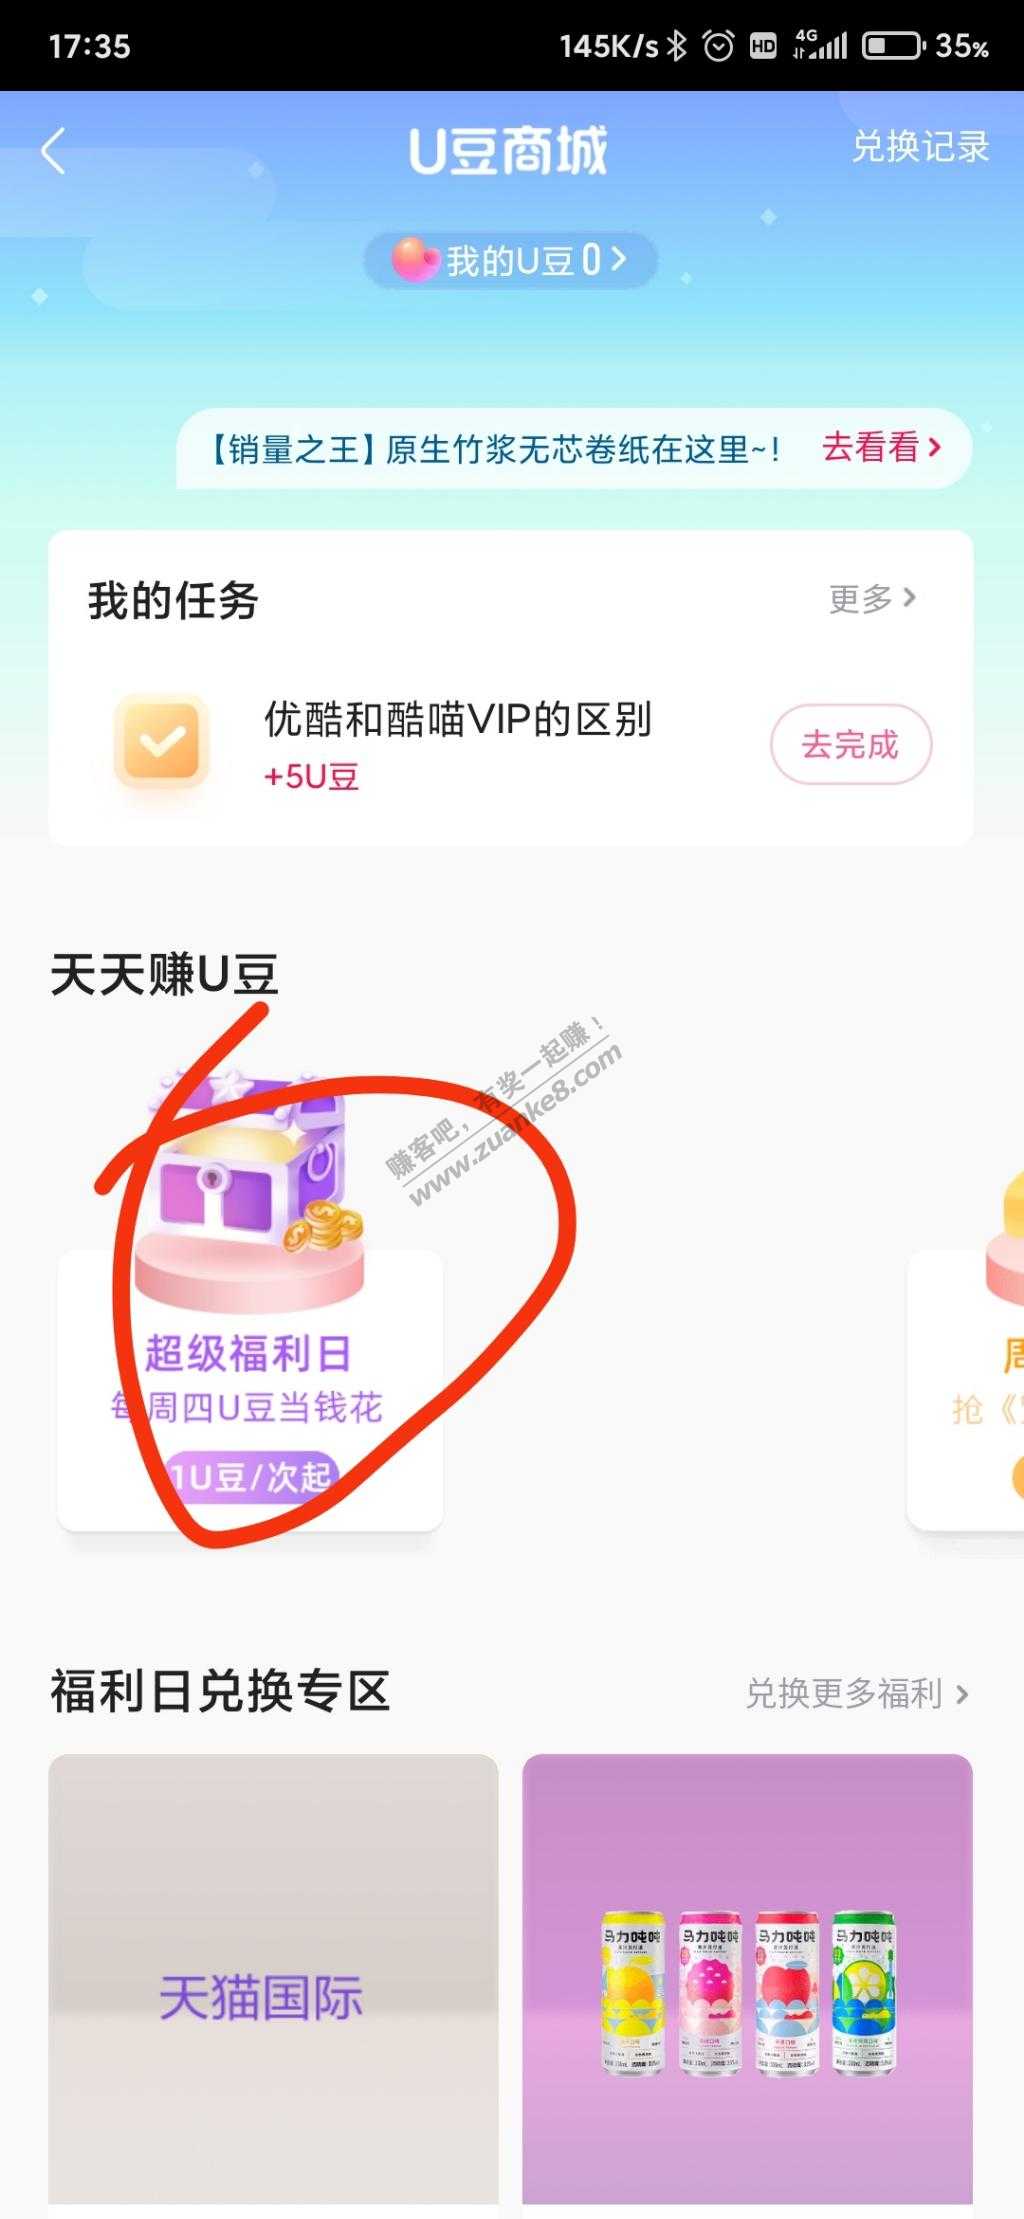 17:35
145K/s HD 4G 35%
U豆商城
兑换记录
我的U豆0
【销量之王】原生竹浆无芯卷纸在这里~! 去看看
我的任务
更多
优酷和酷喵VIP的区别
+5U豆
去完成
天天赚U豆
赚客吧，有奖一起赚！
www.zuanke8.com
超级福利日
每周四U豆当钱花
1U豆/次起
抢《
福利日兑换专区
兑换更多福利
天猫国际
马力吨吨 马力吨吨 马力吨吨 马力吨吨